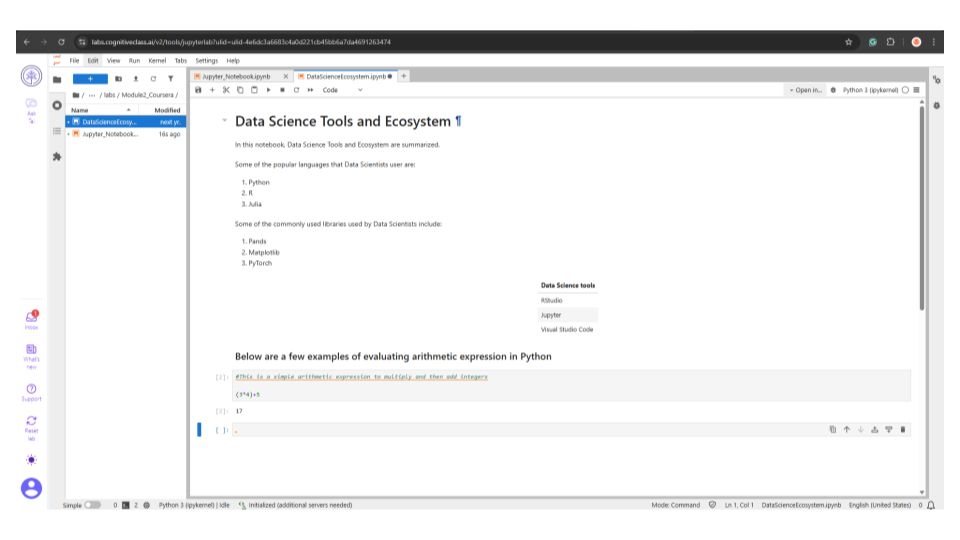 labs.cognitiveclass.ai/v2/tools/jupyterlab?ulid=ulid-4e6dc3a6683c4a0d221cb45bb6a7da4691263474
File Edit View Run Kernel Tabs Settings Help
+
Jupyter_Notebook.ipynb X DataScienceEcosystem.ipynb +
Code
Open in... Python 3 (ipykernel)
/ ... / labs / Module2_Coursera /
Name Modified
DataScienceEcosy... next yr.
Jupyter_Notebook... 16s ago
Data Science Tools and Ecosystem ¶
In this notebook, Data Science Tools and Ecosystem are summarized.
Some of the popular languages that Data Scientists user are:
1. Python
2. R
3. Julia
Some of the commonly used libraries used by Data Scientists include:
1. Pands
2. Matplotlib
3. PyTorch
Data Science tools
RStudio
Jupyter
Visual Studio Code
Below are a few examples of evaluating arithmetic expression in Python
[2]: #This is a simple arithmetic expression to multiply and then add integers
(3*4)+5
[2]: 17
[ ]:
1
Inbox
What's
new
Support
Reset
lab
Simple 0 2 Python 3 (ipykernel) | Idle Initialized (additional servers needed)
Mode: Command Ln 1, Col 1 DataScienceEcosystem.ipynb English (United States) 0